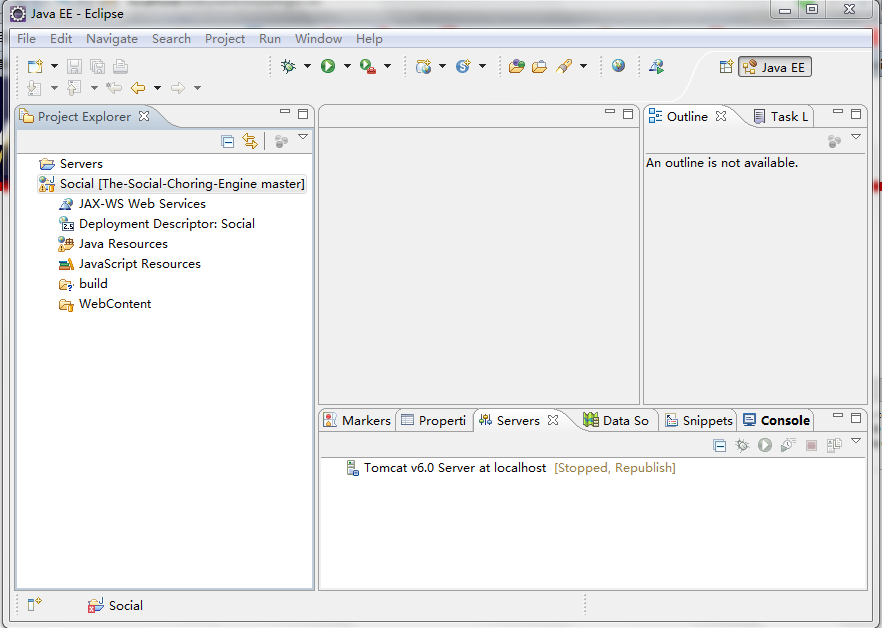 Java EE - Eclipse
File Edit Navigate Search Project Run Window Help
Java EE
Project Explorer
Servers
Social [The-Social-Choring-Engine master]
JAX-WS Web Services
2.5
Deployment Descriptor: Social
Java Resources
JavaScript Resources
build
WebContent
Outline
Task L
An outline is not available.
Markers
Properti
Servers
Data So
Snippets
Console
Tomcat v6.0 Server at localhost [Stopped, Republish]
Social